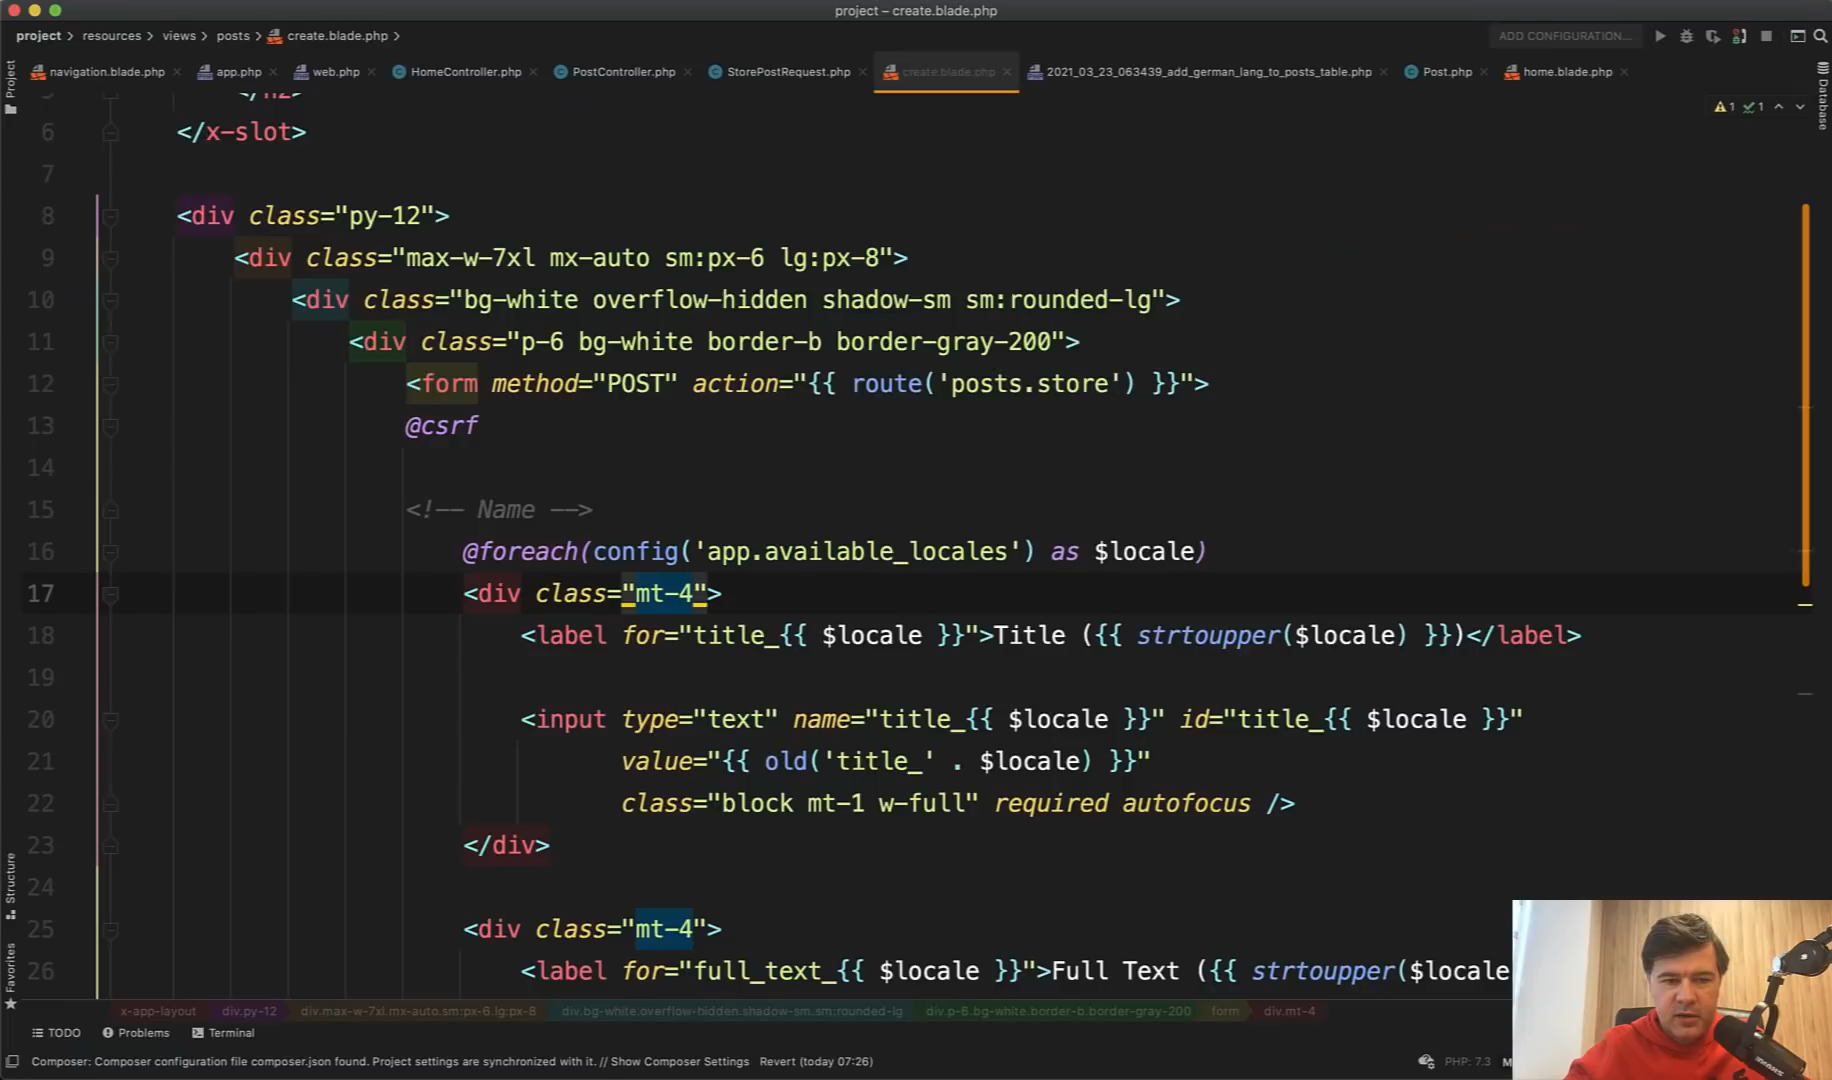 project – create.blade.php
project > resources > views > posts > create.blade.php >
ADD CONFIGURATION...
Project
navigation.blade.php × app.php × web.php × HomeController.php × PostController.php × StorePostRequest.php × create.blade.php × 2021_03_23_063439_add_german_lang_to_posts_table.php × Post.php × home.blade.php ×
Database
1 1
6 </x-slot>
7
8 <div class="py-12">
9 <div class="max-w-7xl mx-auto sm:px-6 lg:px-8">
10 <div class="bg-white overflow-hidden shadow-sm sm:rounded-lg">
11 <div class="p-6 bg-white border-b border-gray-200">
12 <form method="POST" action="{{ route('posts.store') }}">
13 @csrf
14
15 <!-- Name -->
16 @foreach(config('app.available_locales') as $locale)
17 <div class="mt-4">
18 <label for="title_{{ $locale }}">Title ({{ strtoupper($locale) }})</label>
19
20 <input type="text" name="title_{{ $locale }}" id="title_{{ $locale }}"
21 value="{{ old('title_' . $locale) }}"
22 class="block mt-1 w-full" required autofocus />
23 </div>
24
25 <div class="mt-4">
26 <label for="full_text_{{ $locale }}">Full Text ({{ strtoupper($locale
Structure
Favorites
x-app-layout div.py-12 div.max-w-7xl.mx-auto.sm:px-6.lg:px-8 div.bg-white.overflow-hidden.shadow-sm.sm:rounded-lg div.p-6.bg-white.border-b.border-gray-200 form div.mt-4
TODO Problems Terminal
Composer: Composer configuration file composer.json found. Project settings are synchronized with it. // Show Composer Settings Revert (today 07:26)
PHP: 7.3